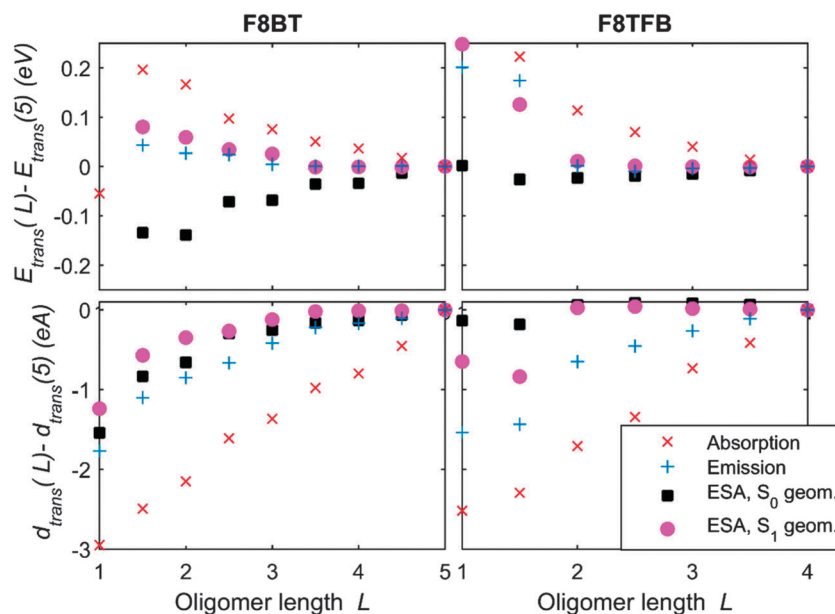 F8BT
F8TFB
E_trans(L) - E_trans(5) (eV)
0.2
0.1
0
-0.1
-0.2
d_trans(L) - d_trans(5) (eA)
0
-1
-2
-3
1 2 3 4 5
1 2 3 4
Oligomer length L
Oligomer length L
Absorption
Emission
ESA, S_0 geom.
ESA, S_1 geom.